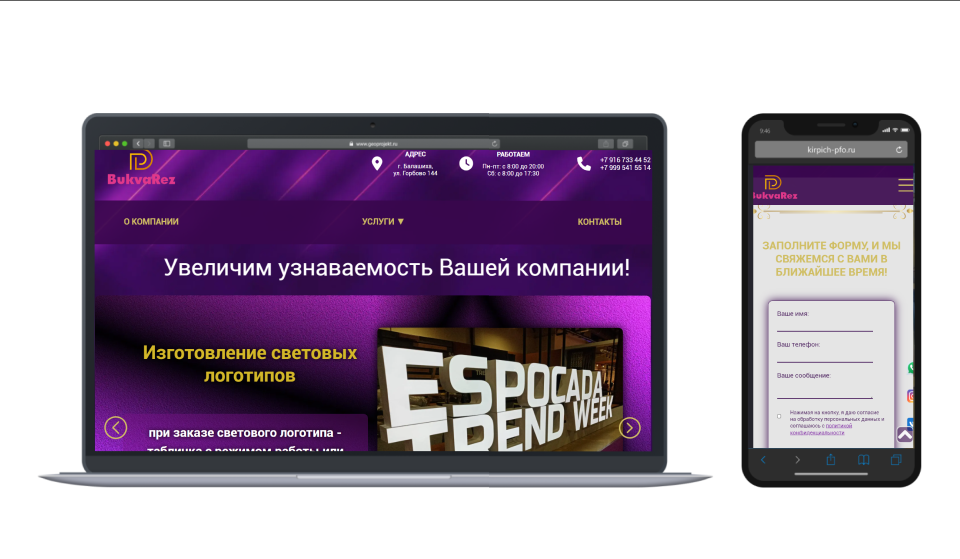 www.geoprojekt.ru
BukvaRez
АДРЕС
г. Балашиха,
ул. Горбово 144
РАБОТАЕМ
Пн-пт: с 8:00 до 20:00
Сб: с 8:00 до 17:30
+7 916 733 44 52
+7 999 541 55 14
О КОМПАНИИ
УСЛУГИ ▼
КОНТАКТЫ
Увеличим узнаваемость Вашей компании!
Изготовление световых
логотипов
при заказе светового логотипа -
табличка с режимом работы или
ESPOCADA
TREND WEEK
9:40
kirpich-pfo.ru
BukvaRez
ЗАПОЛНИТЕ ФОРМУ, И МЫ
СВЯЖЕМСЯ С ВАМИ В
БЛИЖАЙШЕЕ ВРЕМЯ!
Ваше имя:
Ваш телефон:
Ваше сообщение:
Нажимая на кнопку, я даю согласие
на обработку персональных данных и
соглашаюсь с политикой
конфиденциальности